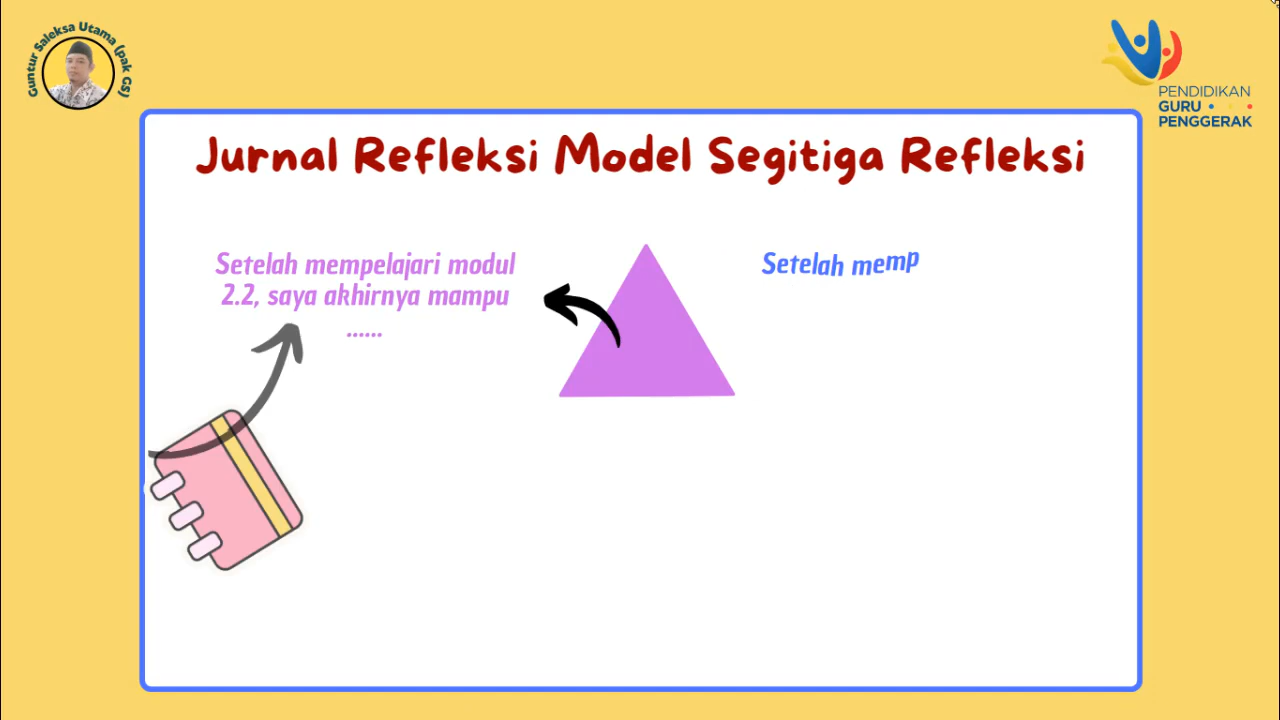 Guntur Saleksa Utama (pak GS)
PENDIDIKAN
GURU
PENGGERAK
Jurnal Refleksi Model Segitiga Refleksi
Setelah mempelajari modul
2.2, saya akhirnya mampu
......
Setelah memp